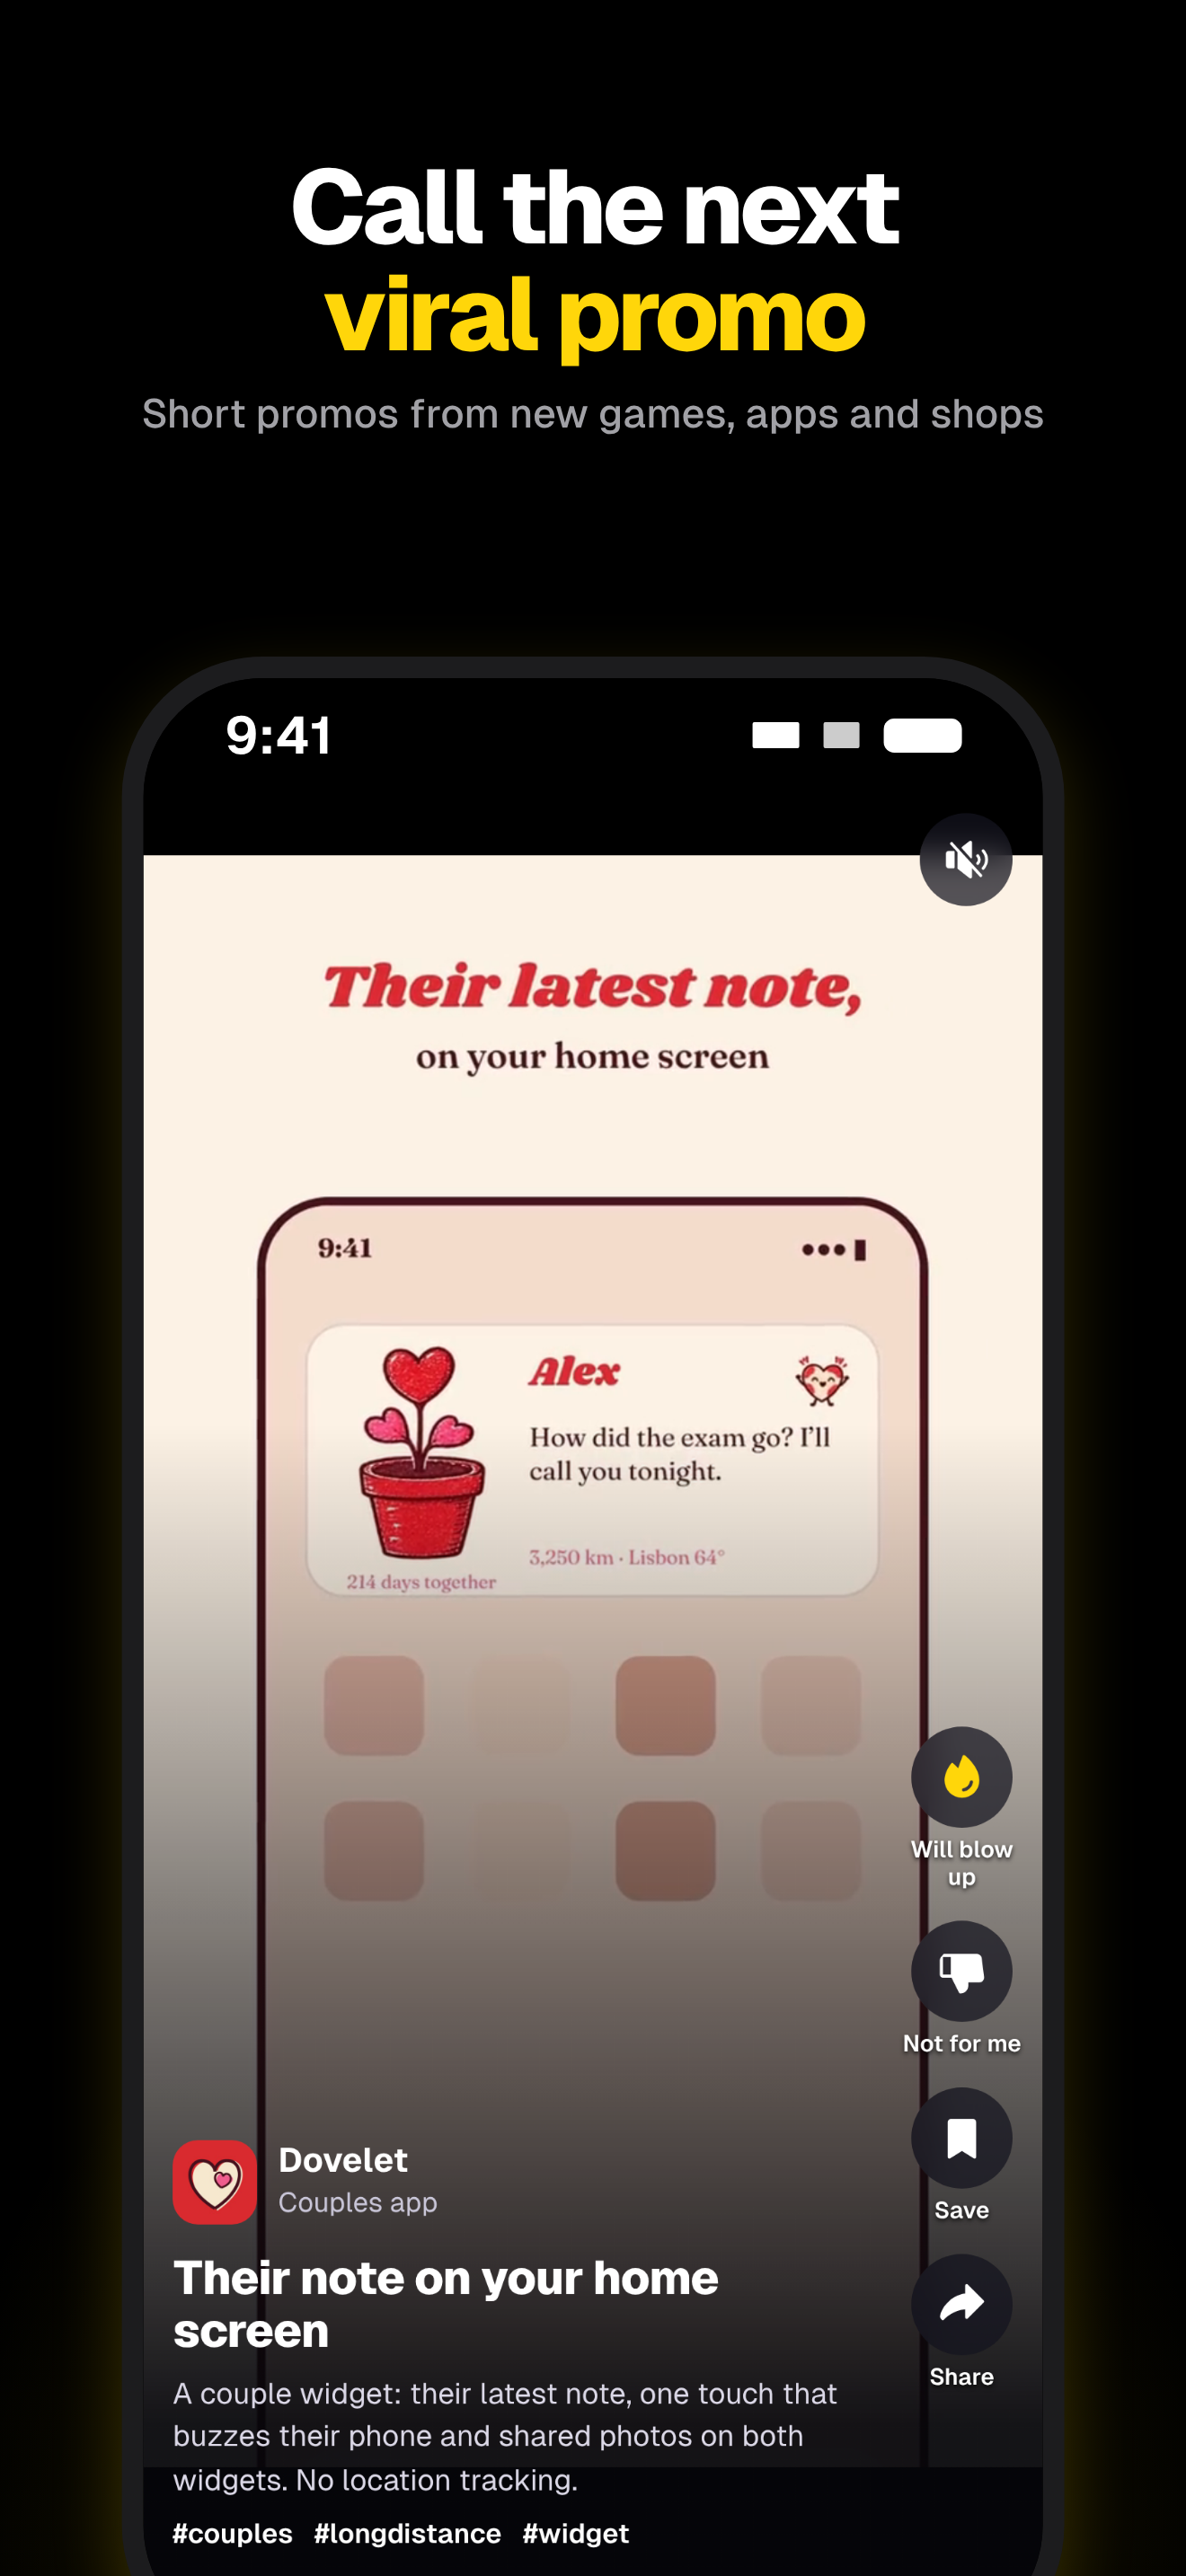 Call the next
viral promo
Short promos from new games, apps and shops
9:41
Their latest note,
on your home screen
9:41
Alex
How did the exam go? I'll
call you tonight.
3,250 km · Lisbon 64°
214 days together
Will blow
up
Not for me
Save
Share
Dovelet
Couples app
Their note on your home
screen
A couple widget: their latest note, one touch that
buzzes their phone and shared photos on both
widgets. No location tracking.
#couples #longdistance #widget